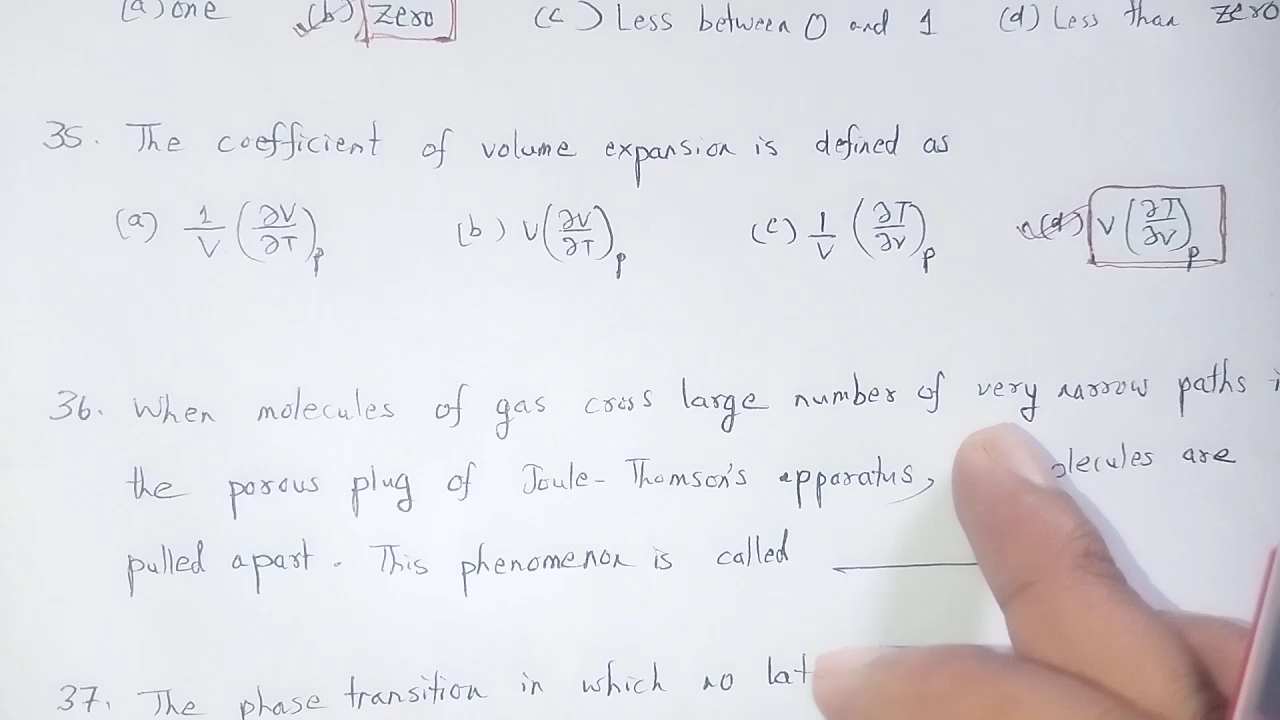 (a) one (b) zero (c) Less between 0 and 1 (d) Less than zero
35. The coefficient of volume expansion is defined as
(a) 1/V (∂V/∂T)p (b) V(∂V/∂T)p (c) 1/V (∂T/∂V)p (d) V(∂T/∂V)p
36. When molecules of gas cross large number of very narrow paths
the porous plug of Joule-Thomson's apparatus, are
pulled apart. This phenomenon is called ______
37. The phase transition in which no